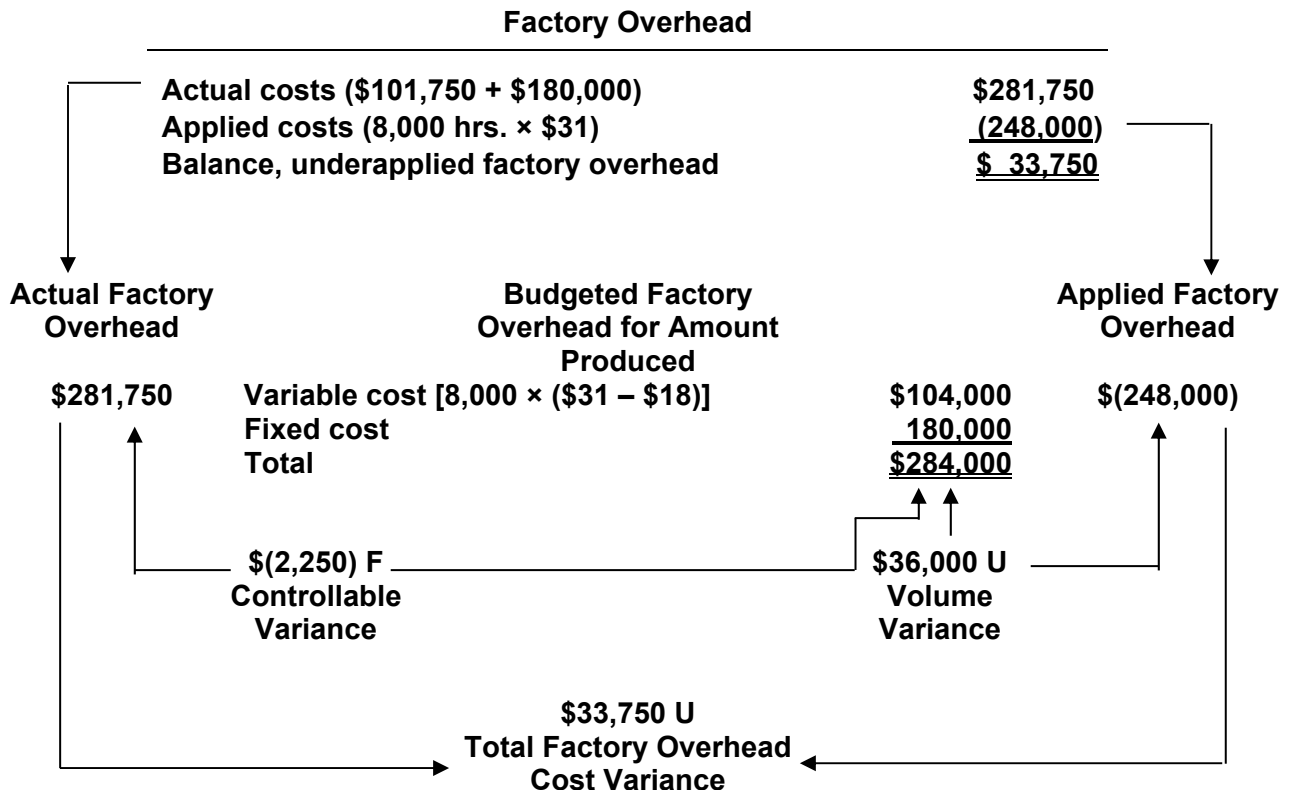 Factory Overhead
Actual costs ($101,750 + $180,000) $281,750
Applied costs (8,000 hrs. × $31) (248,000)
Balance, underapplied factory overhead $ 33,750
Actual Factory
Overhead
Budgeted Factory
Overhead for Amount
Produced
Applied Factory
Overhead
$281,750 Variable cost [8,000 × ($31 – $18)] $104,000 $(248,000)
Fixed cost 180,000
Total $284,000
$(2,250) F
Controllable
Variance
$36,000 U
Volume
Variance
$33,750 U
Total Factory Overhead
Cost Variance